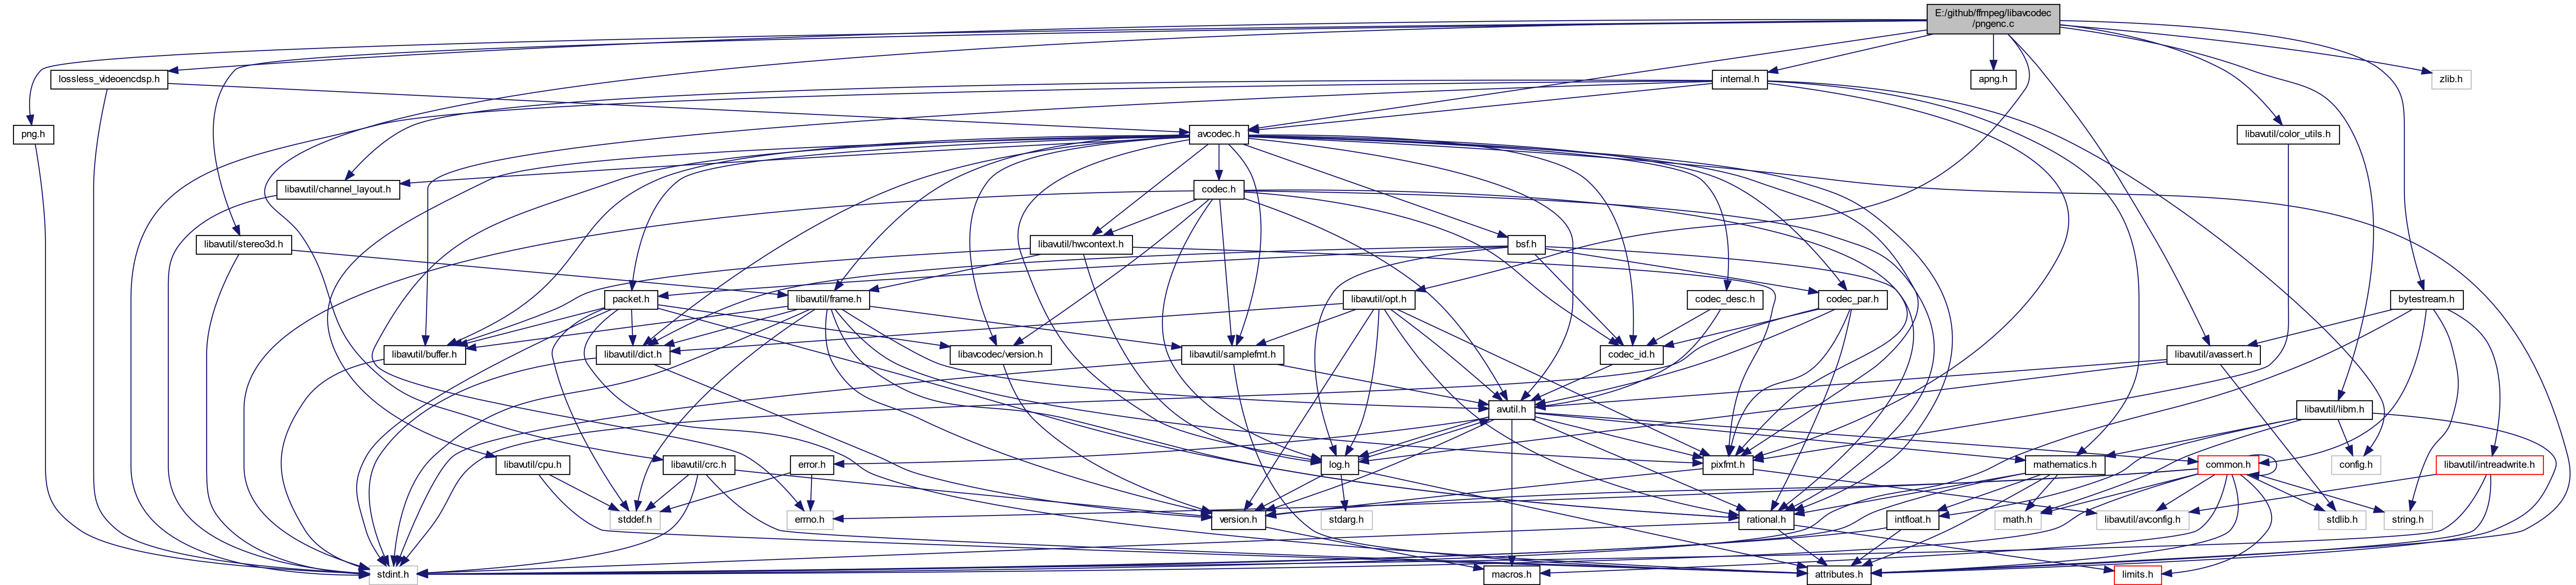 E:/github/ffmpeg/libavcodec
/pngenc.c
lossless_videoencdsp.h
internal.h
apng.h
zlib.h
png.h
avcodec.h
libavutil/color_utils.h
libavutil/channel_layout.h
codec.h
libavutil/stereo3d.h
libavutil/hwcontext.h
bsf.h
packet.h
libavutil/frame.h
libavutil/opt.h
codec_desc.h
codec_par.h
bytestream.h
libavutil/buffer.h
libavutil/dict.h
libavcodec/version.h
libavutil/samplefmt.h
codec_id.h
libavutil/avassert.h
avutil.h
libavutil/libm.h
libavutil/cpu.h
libavutil/crc.h
error.h
log.h
pixfmt.h
mathematics.h
common.h
config.h
libavutil/intreadwrite.h
stddef.h
errno.h
version.h
stdarg.h
rational.h
intfloat.h
math.h
libavutil/avconfig.h
stdlib.h
string.h
stdint.h
macros.h
attributes.h
limits.h